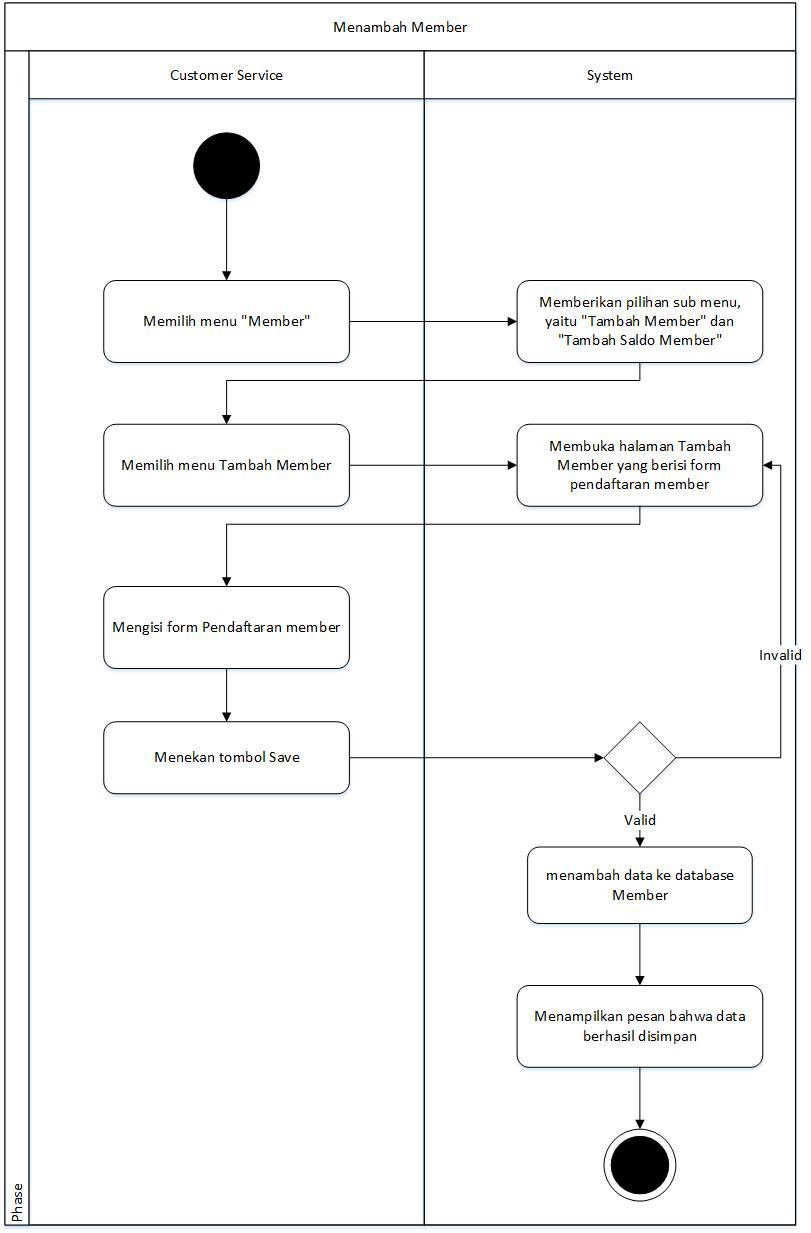 Menambah Member
Customer Service
System
Memilih menu "Member"
Memberikan pilihan sub menu,
yaitu "Tambah Member" dan
"Tambah Saldo Member"
Memilih menu Tambah Member
Membuka halaman Tambah
Member yang berisi form
pendaftaran member
Mengisi form Pendaftaran member
Invalid
Menekan tombol Save
Valid
menambah data ke database
Member
Menampilkan pesan bahwa data
berhasil disimpan
Phase